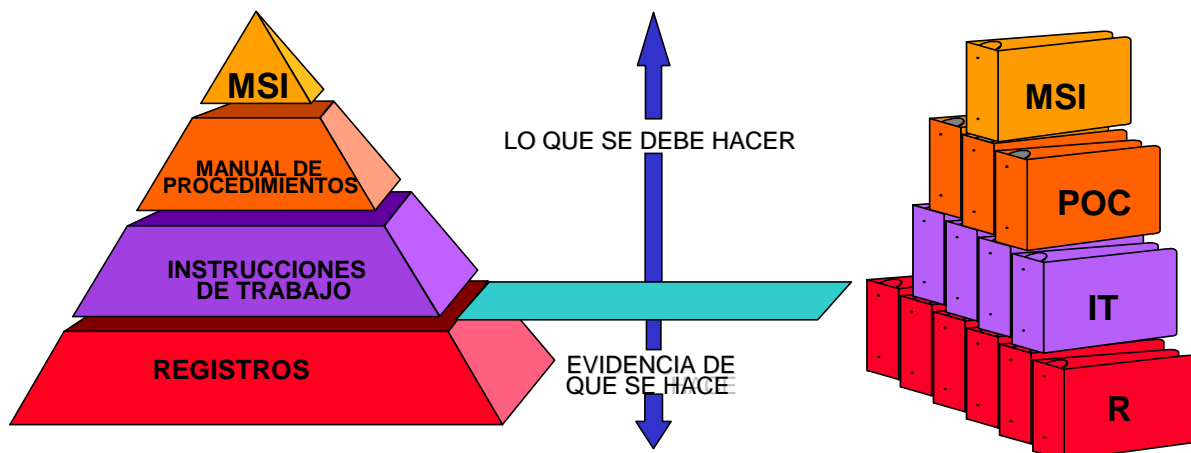 MSI
MANUAL DE
PROCEDIMIENTOS
INSTRUCCIONES
DE TRABAJO
REGISTROS
LO QUE SE DEBE HACER
EVIDENCIA DE
QUE SE HACE
MSI
POC
IT
R